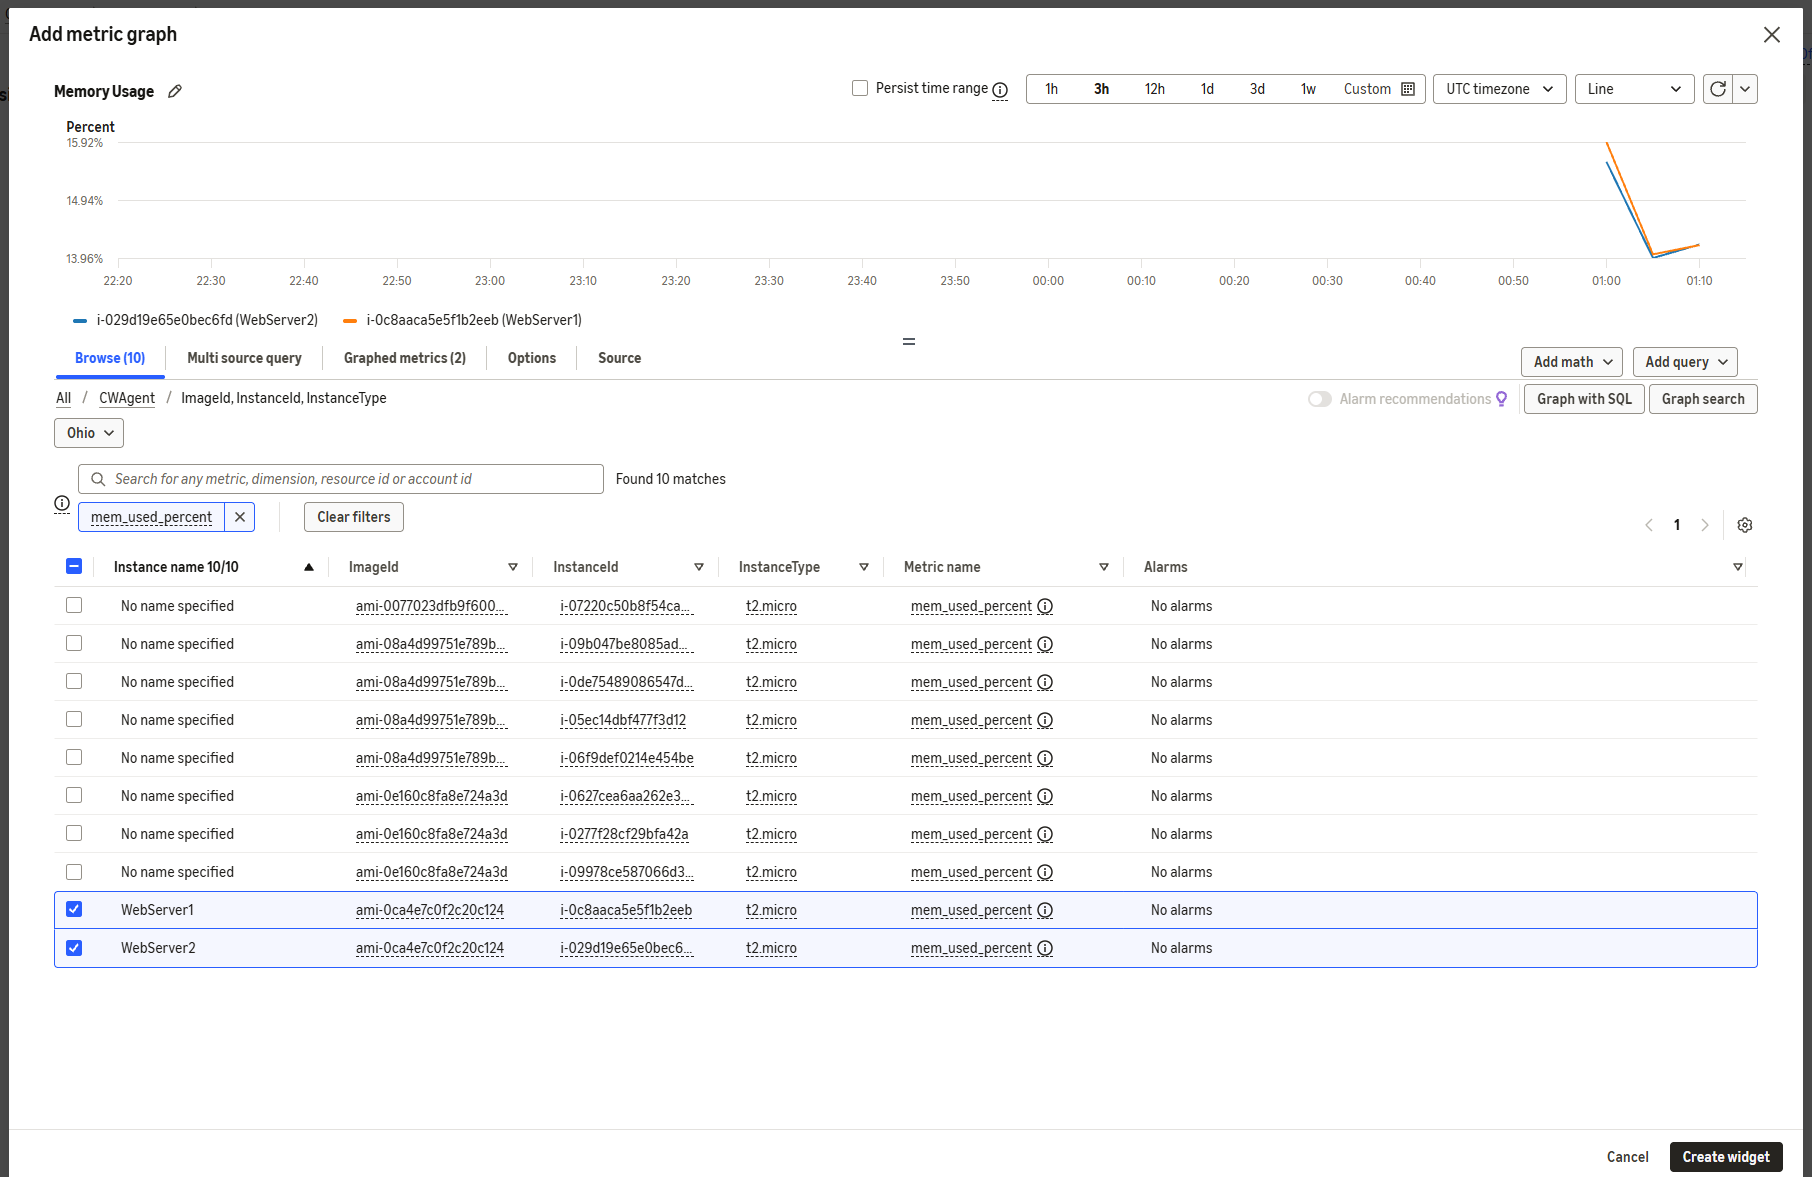 Add metric graph
Memory Usage
Persist time range
1h 3h 12h 1d 3d 1w Custom
UTC timezone
Line
Percent
15.92%
14.94%
13.96%
22:20 22:30 22:40 22:50 23:00 23:10 23:20 23:30 23:40 23:50 00:00 00:10 00:20 00:30 00:40 00:50 01:00 01:10
i-029d19e65e0bec6fd (WebServer2) i-0c8aaca5e5f1b2eeb (WebServer1)
Browse (10) Multi source query Graphed metrics (2) Options Source
Add math Add query
All / CWAgent / ImageId, InstanceId, InstanceType
Alarm recommendations Graph with SQL Graph search
Ohio
Search for any metric, dimension, resource id or account id
Found 10 matches
mem_used_percent
Clear filters
1
Instance name 10/10 ImageId InstanceId InstanceType Metric name Alarms
No name specified ami-0077023dfb9f600... i-07220c50b8f54ca... t2.micro mem_used_percent No alarms
No name specified ami-08a4d99751e789b... i-09b047be8085ad... t2.micro mem_used_percent No alarms
No name specified ami-08a4d99751e789b... i-0de75489086547d... t2.micro mem_used_percent No alarms
No name specified ami-08a4d99751e789b... i-05ec14dbf477f3d12 t2.micro mem_used_percent No alarms
No name specified ami-08a4d99751e789b... i-06f9def0214e454be t2.micro mem_used_percent No alarms
No name specified ami-0e160c8fa8e724a3d i-0627cea6aa262e3... t2.micro mem_used_percent No alarms
No name specified ami-0e160c8fa8e724a3d i-0277f28cf29bfa42a t2.micro mem_used_percent No alarms
No name specified ami-0e160c8fa8e724a3d i-09978ce587066d3... t2.micro mem_used_percent No alarms
WebServer1 ami-0ca4e7c0f2c20c124 i-0c8aaca5e5f1b2eeb t2.micro mem_used_percent No alarms
WebServer2 ami-0ca4e7c0f2c20c124 i-029d19e65e0bec6... t2.micro mem_used_percent No alarms
Cancel Create widget